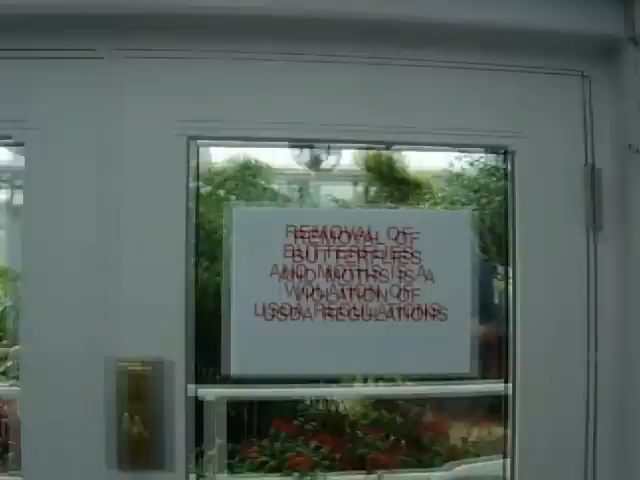 REMOVAL OF
BUTTERFLIES
AND MOTHS IS A
VIOLATION OF
USDA REGULATIONS